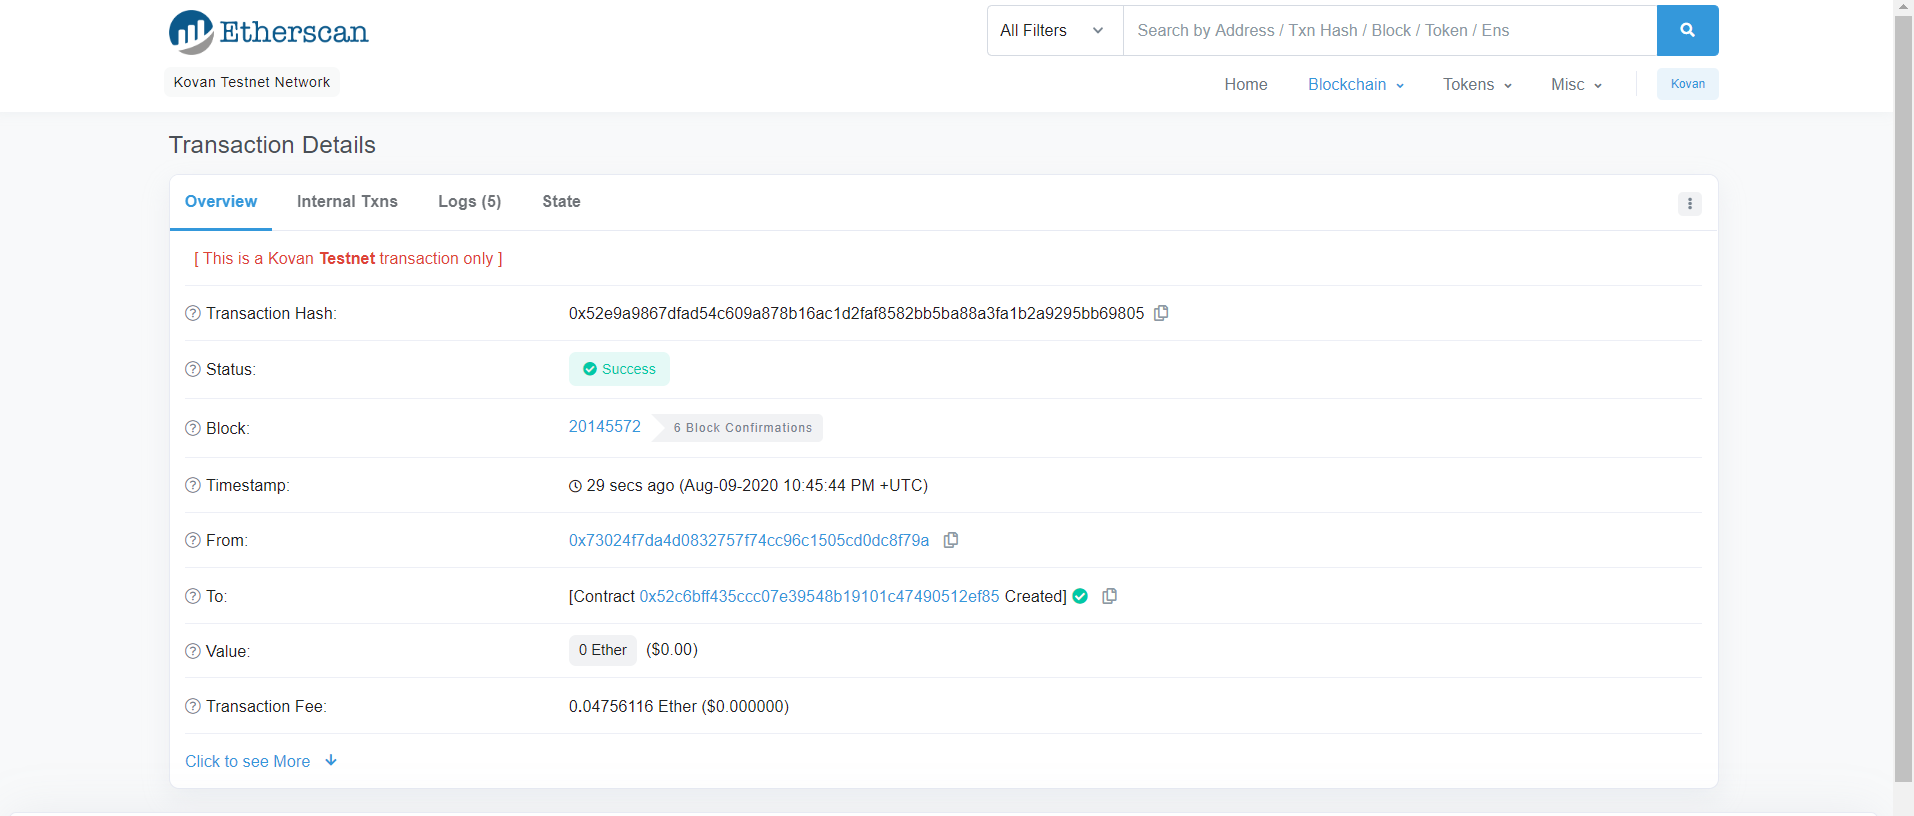 Etherscan
All Filters
Search by Address / Txn Hash / Block / Token / Ens
Kovan Testnet Network
Home Blockchain Tokens Misc Kovan
Transaction Details
Overview Internal Txns Logs (5) State
[ This is a Kovan Testnet transaction only ]
Transaction Hash: 0x52e9a9867dfad54c609a878b16ac1d2faf8582bb5ba88a3fa1b2a9295bb69805
Status: Success
Block: 20145572 6 Block Confirmations
Timestamp: 29 secs ago (Aug-09-2020 10:45:44 PM +UTC)
From: 0x73024f7da4d0832757f74cc96c1505cd0dc8f79a
To: [Contract 0x52c6bff435ccc07e39548b19101c47490512ef85 Created]
Value: 0 Ether ($0.00)
Transaction Fee: 0.04756116 Ether ($0.000000)
Click to see More